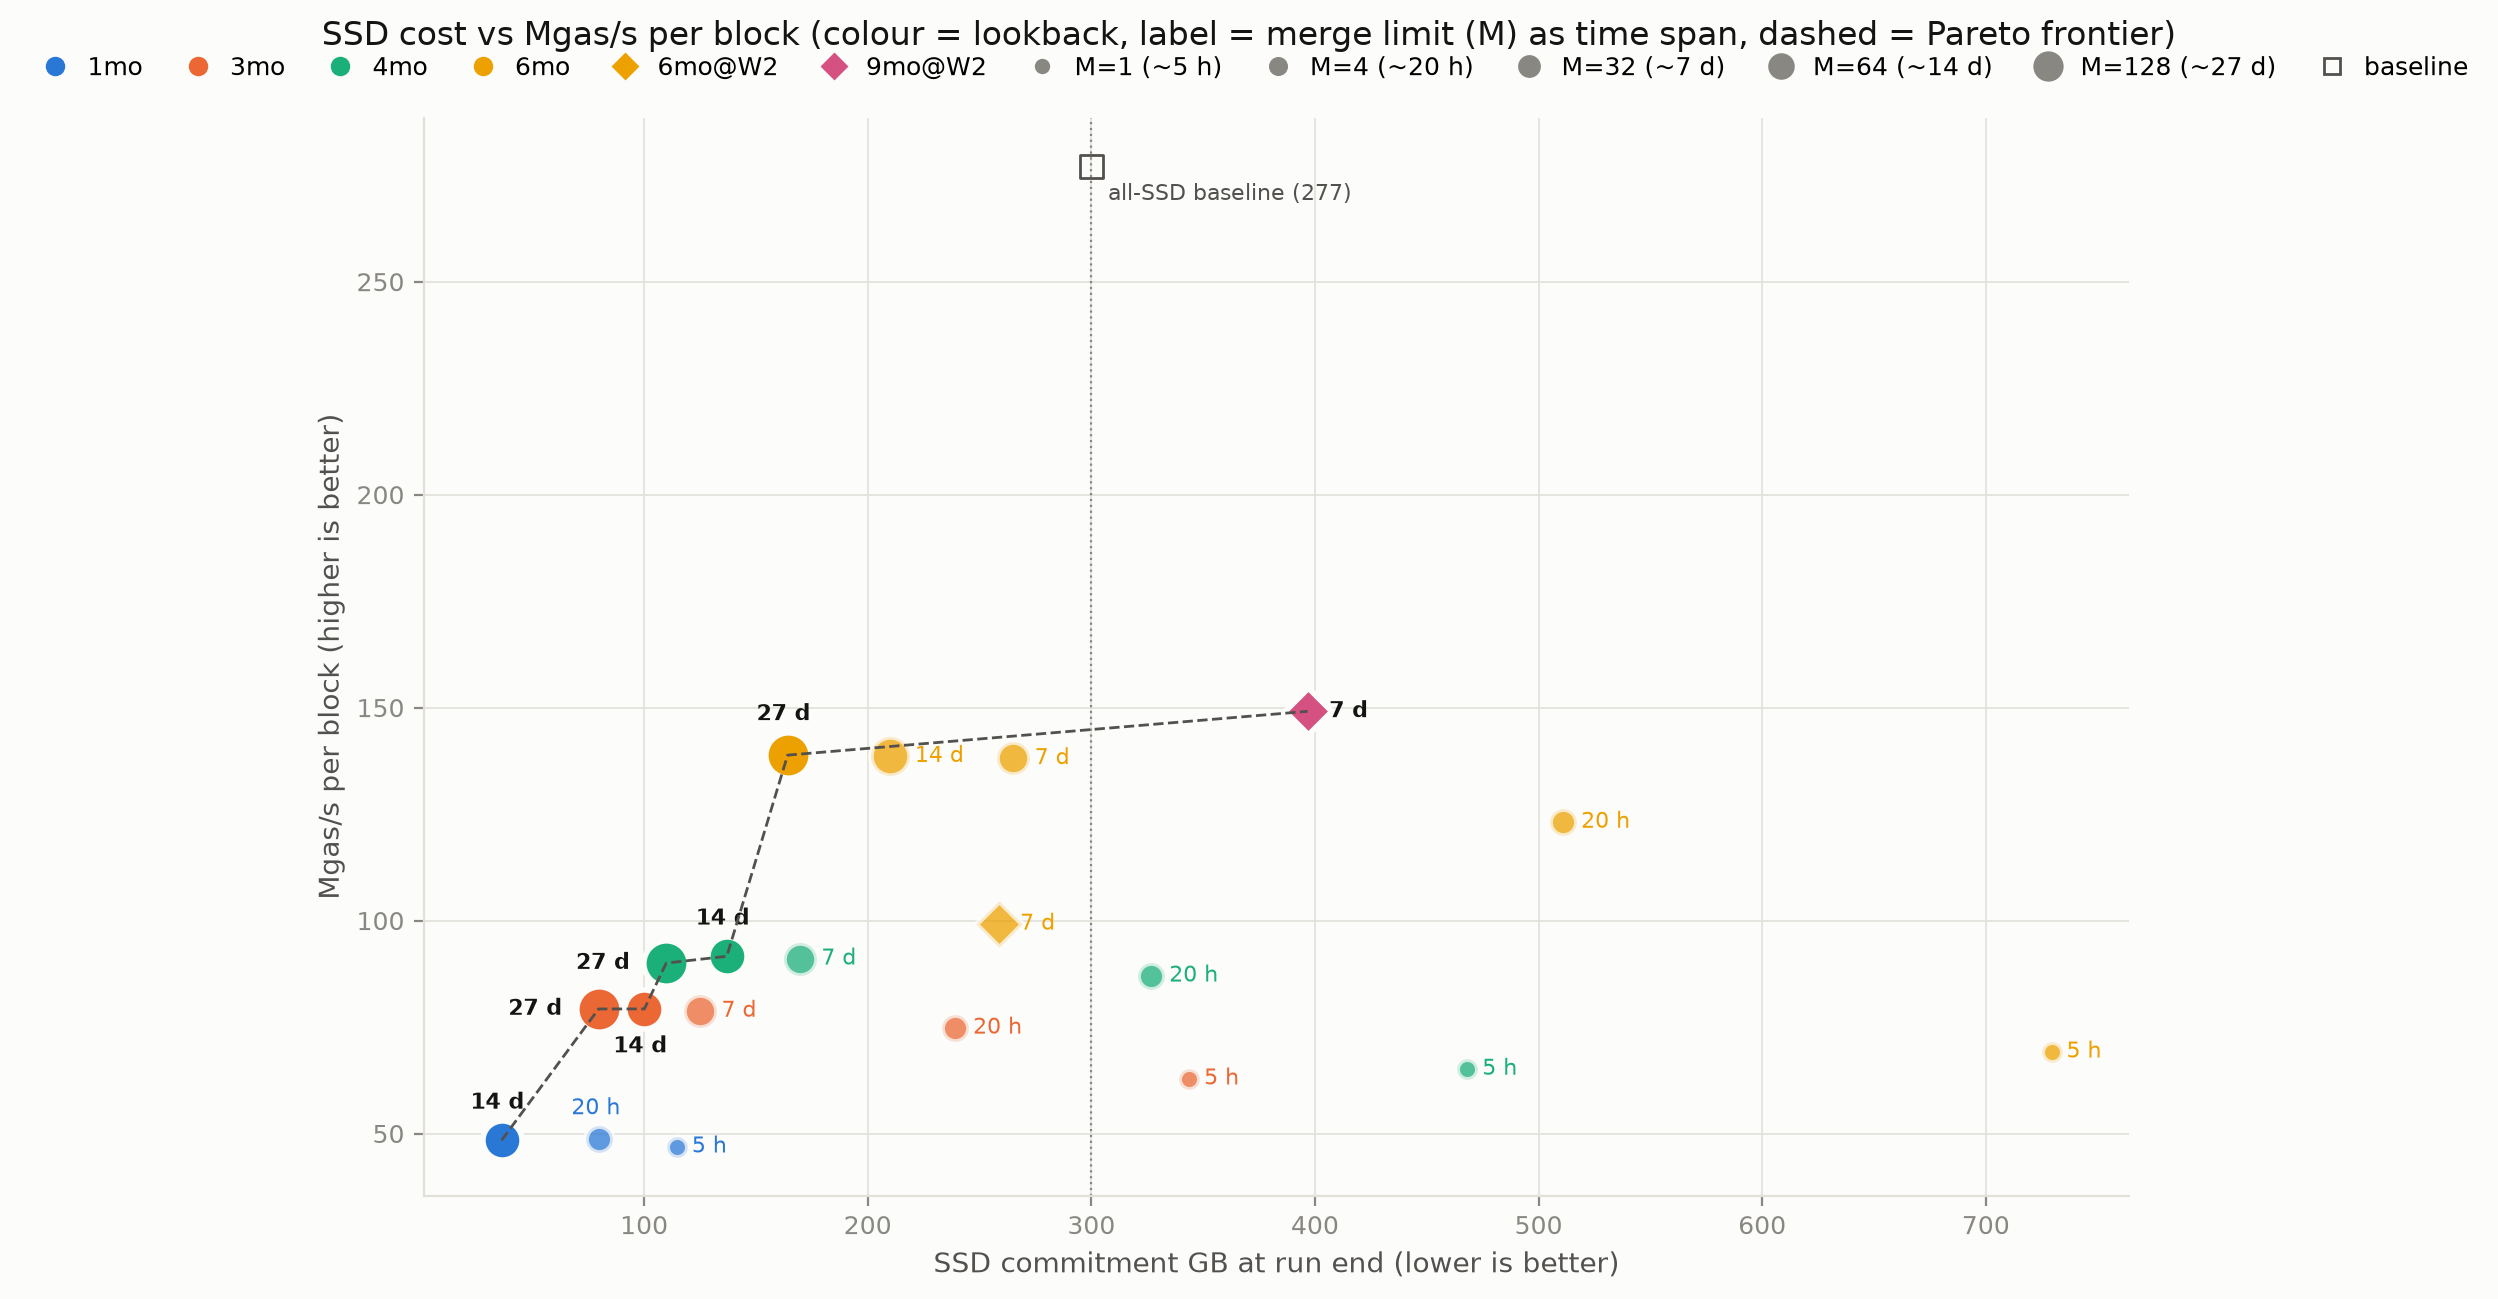 SSD cost vs Mgas/s per block (colour = lookback, label = merge limit (M) as time span, dashed = Pareto frontier)
1mo 3mo 4mo 6mo 6mo@W2 9mo@W2 M=1 (~5 h) M=4 (~20 h) M=32 (~7 d) M=64 (~14 d) M=128 (~27 d) baseline
all-SSD baseline (277)
250
200
150
100
50
Mgas/s per block (higher is better)
27 d
7 d
14 d
7 d
20 h
14 d
7 d
27 d
7 d
20 h
27 d
14 d
7 d
20 h
5 h
5 h
5 h
14 d
20 h
5 h
100 200 300 400 500 600 700
SSD commitment GB at run end (lower is better)